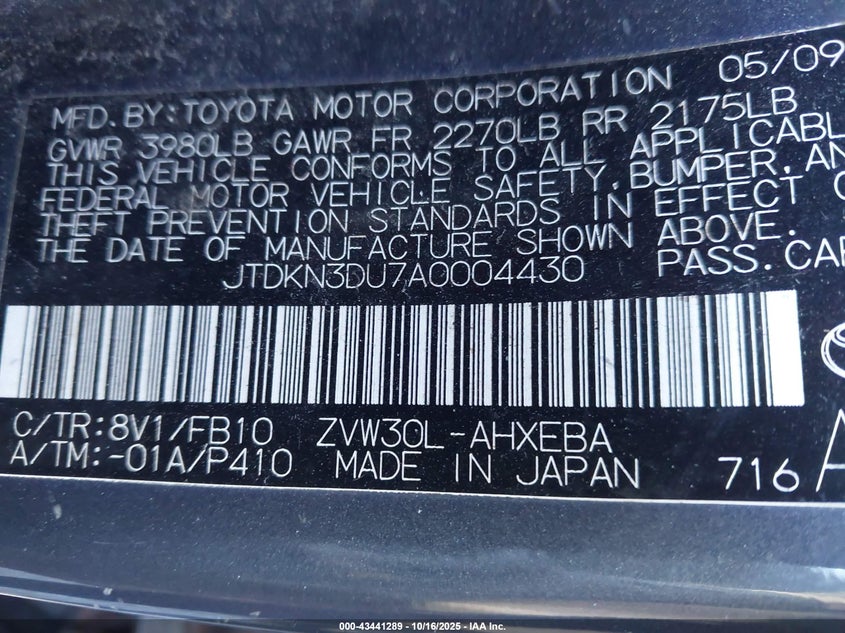 MFD. BY: TOYOTA MOTOR CORPORATION 05/09
GVWR 3980LB GAWR FR 2270LB RR 2175LB
THIS VEHICLE CONFORMS TO ALL APPLICABL
FEDERAL MOTOR VEHICLE SAFETY, BUMPER, AN
THEFT PREVENTION STANDARDS IN EFFECT O
THE DATE OF MANUFACTURE SHOWN ABOVE.
JTDKN3DU7A0004430 PASS. CAR
C/TR: 8V1/FB10 ZVW30L-AHXEBA
A/TM: -01A/P410 MADE IN JAPAN 716 A
000-43441289 - 10/16/2025 - IAA Inc.